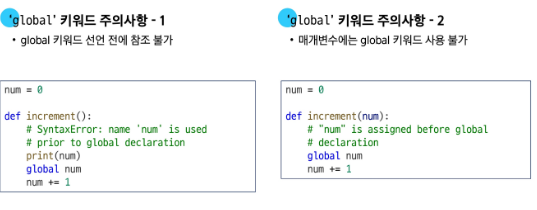 'global' 키워드 주의사항 - 1
• global 키워드 선언 전에 참조 불가
num = 0
def increment():
    # SyntaxError: name 'num' is used
    # prior to global declaration
    print(num)
    global num
    num += 1
'global' 키워드 주의사항 - 2
• 매개변수에는 global 키워드 사용 불가
num = 0
def increment(num):
    # "num" is assigned before global
    # declaration
    global num
    num += 1